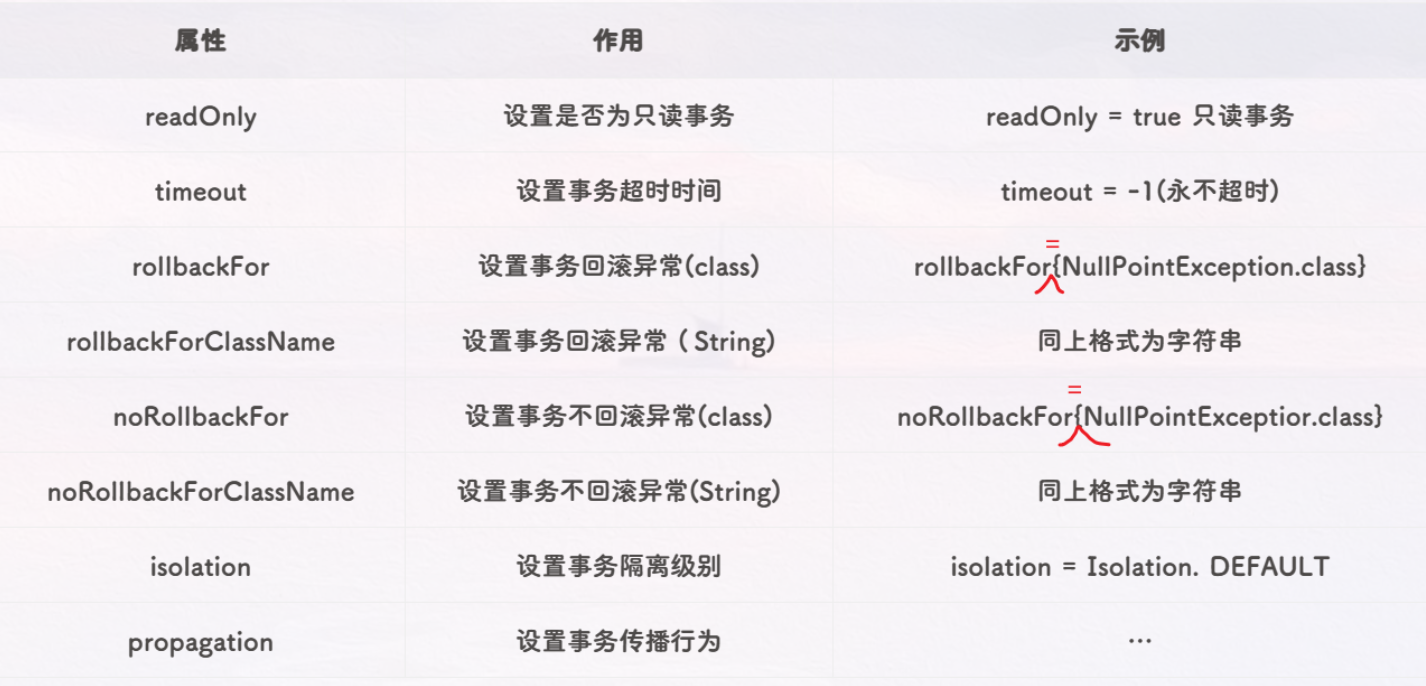 属性 作用 示例
readOnly 设置是否为只读事务 readOnly = true 只读事务
timeout 设置事务超时时间 timeout = -1(永不超时)
=
rollbackFor 设置事务回滚异常(class) rollbackFor{NullPointException.class}
rollbackForClassName 设置事务回滚异常（String) 同上格式为字符串
=
noRollbackFor 设置事务不回滚异常(class) noRollbackFor{NullPointExceptior.class}
noRollbackForClassName 设置事务不回滚异常(String) 同上格式为字符串
isolation 设置事务隔离级别 isolation = Isolation. DEFAULT
propagation 设置事务传播行为 …